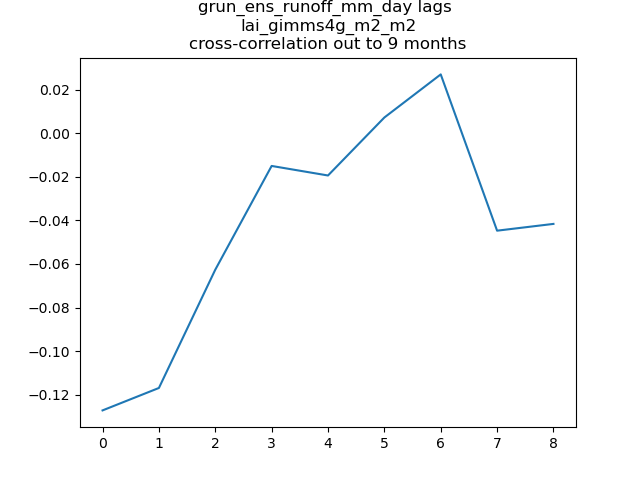 grun_ens_runoff_mm_day lags
lai_gimms4g_m2_m2
cross-correlation out to 9 months
0.02
0.00
−0.02
−0.04
−0.06
−0.08
−0.10
−0.12
0 1 2 3 4 5 6 7 8